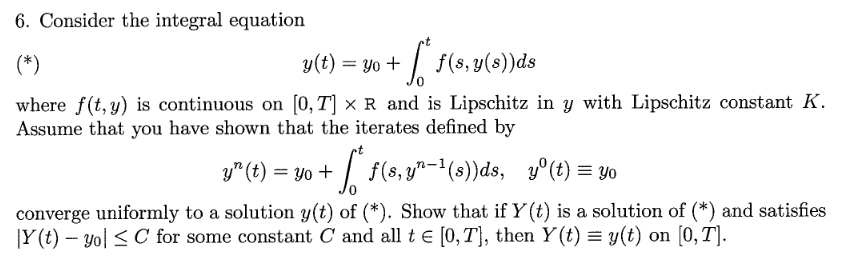 6. Consider the integral equation
(*) y(t) = y₀ + ∫₀ᵗ f(s, y(s))ds
where f(t, y) is continuous on [0, T] × R and is Lipschitz in y with Lipschitz constant K.
Assume that you have shown that the iterates defined by
yⁿ(t) = y₀ + ∫₀ᵗ f(s, yⁿ⁻¹(s))ds, y⁰(t) ≡ y₀
converge uniformly to a solution y(t) of (*). Show that if Y(t) is a solution of (*) and satisfies
|Y(t) − y₀| ≤ C for some constant C and all t ∈ [0, T], then Y(t) ≡ y(t) on [0, T].